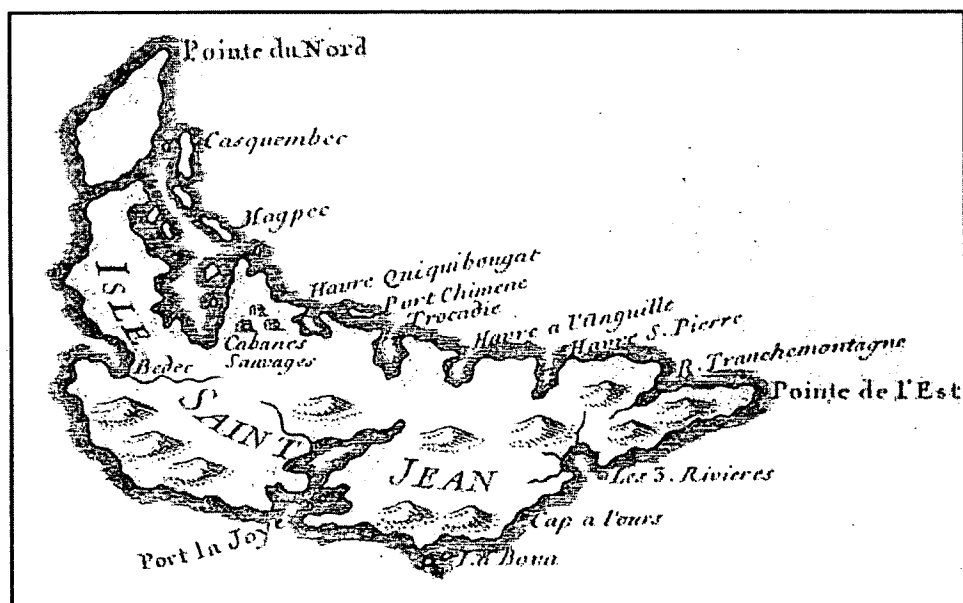 Pointe du Nord
Casquembec
Magpec
ISLE
Havre Quiquibougat
Port Chimene
Trocadie
Havre a l'Anguille
Havre S. Pierre
R. Tranchemontagne
Pointe de l'Est
Cabanes
Sauvages
Bedec
SAINT
JEAN
Les 3. Rivieres
Cap a l'ours
Port la Joye